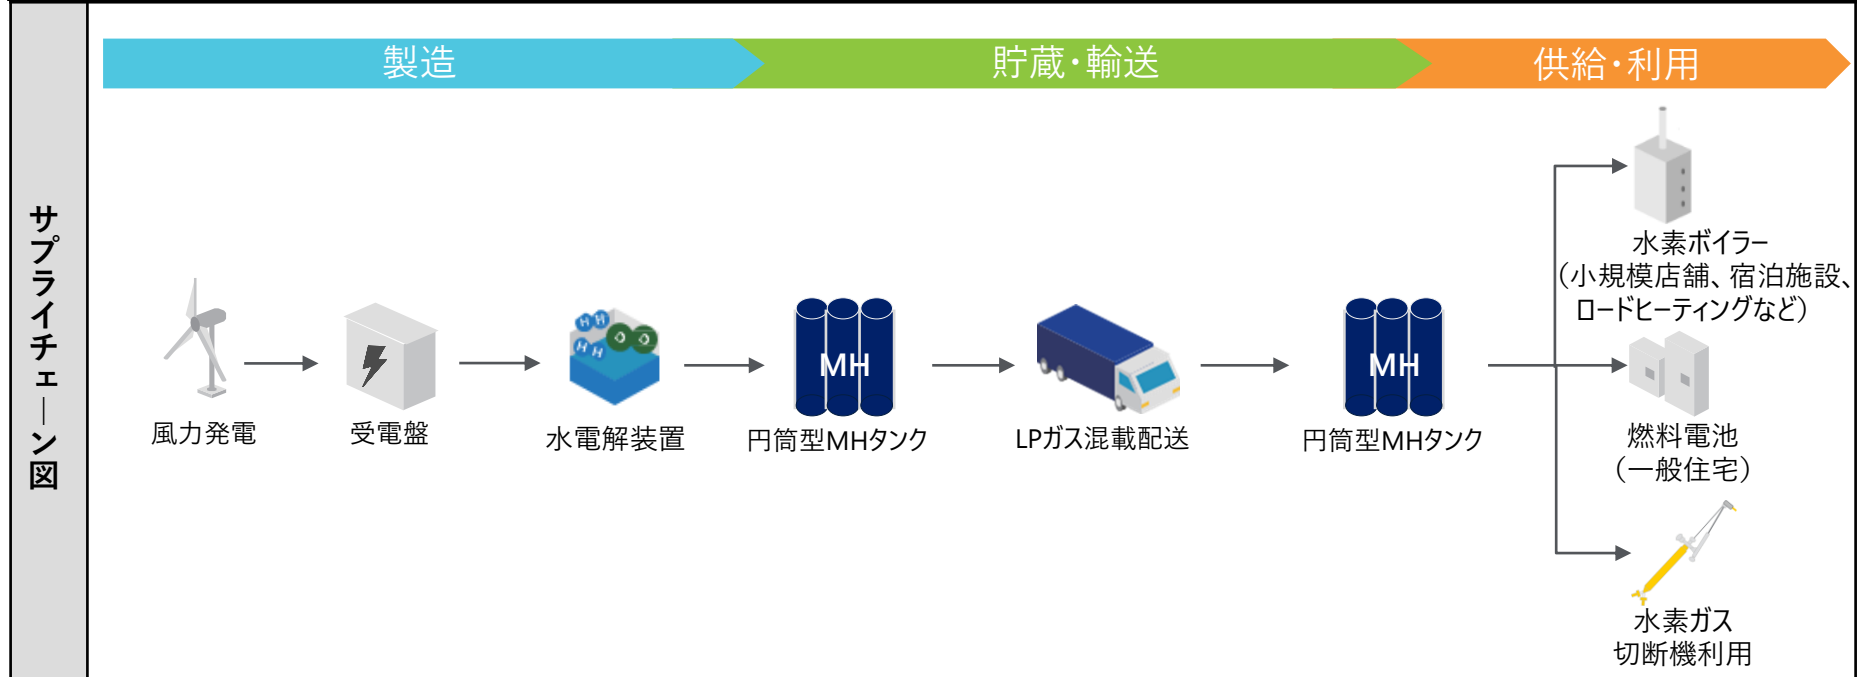 サプライチェーン図
製造
貯蔵・輸送
供給・利用
風力発電
受電盤
H H
H H
O O
水電解装置
MH
円筒型MHタンク
LPガス混載配送
MH
円筒型MHタンク
水素ボイラー
（小規模店舗、宿泊施設、
ロードヒーティングなど）
燃料電池
（一般住宅）
水素ガス
切断機利用